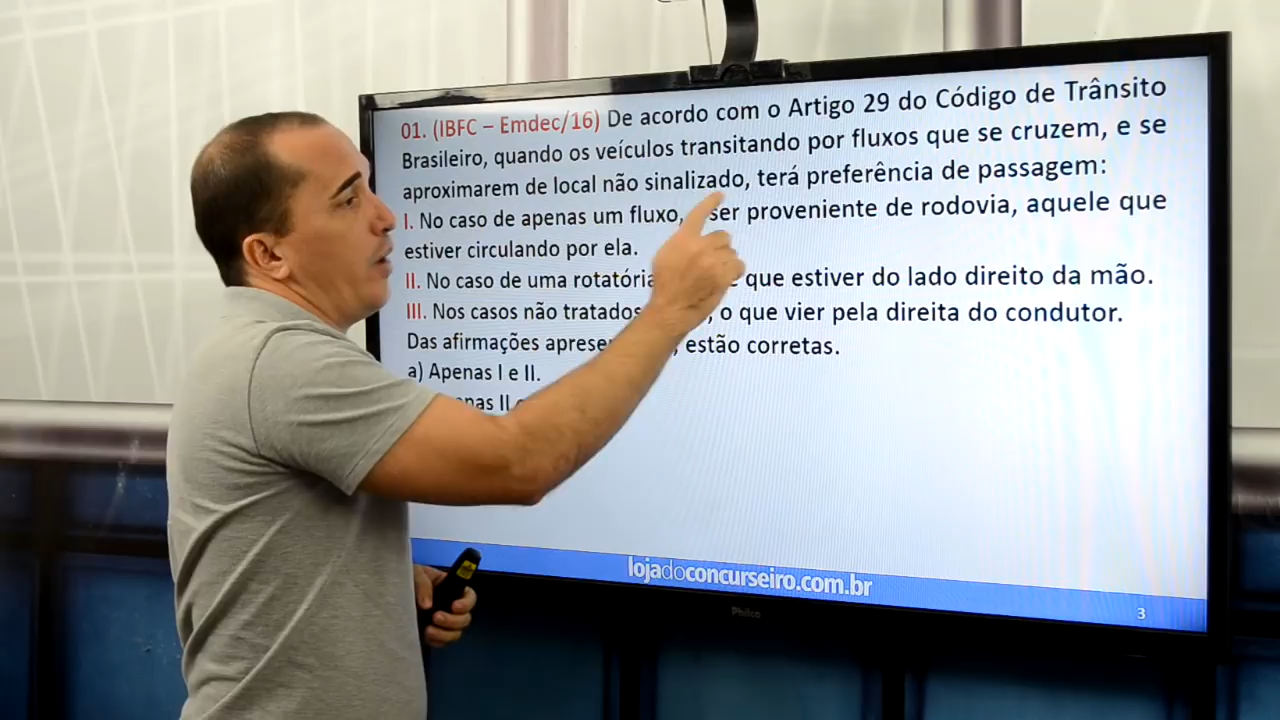 01. (IBFC – Emdec/16) De acordo com o Artigo 29 do Código de Trânsito
Brasileiro, quando os veículos transitando por fluxos que se cruzem, e se
aproximarem de local não sinalizado, terá preferência de passagem:
I. No caso de apenas um fluxo, ser proveniente de rodovia, aquele que
estiver circulando por ela.
II. No caso de uma rotatória que estiver do lado direito da mão.
III. Nos casos não tratados o que vier pela direita do condutor.
Das afirmações estão corretas.
a) Apenas I e II.
II
lojadoconcurseiro.com.br
3
Philco